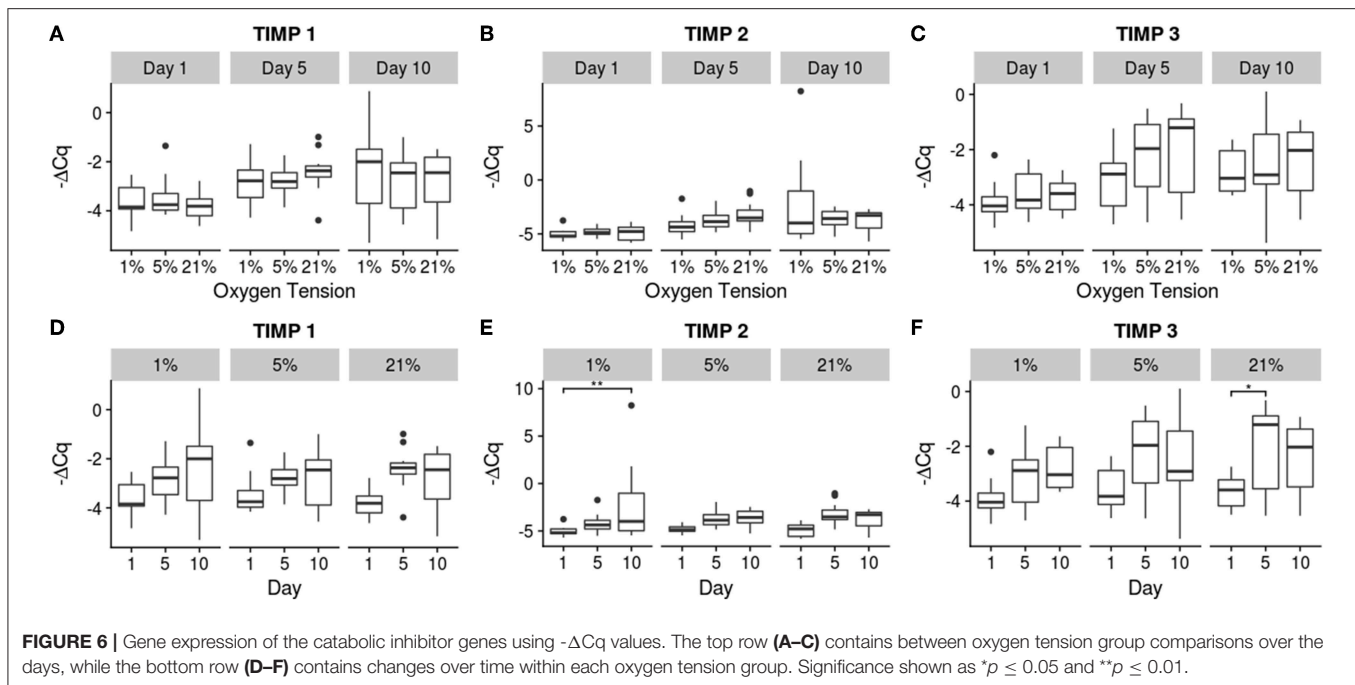 A TIMP 1
Day 1 Day 5 Day 10
0
-2
-4
-ΔCq
1% 5% 21% 1% 5% 21% 1% 5% 21%
Oxygen Tension
B TIMP 2
Day 1 Day 5 Day 10
5
0
-5
-ΔCq
1% 5% 21% 1% 5% 21% 1% 5% 21%
Oxygen Tension
C TIMP 3
Day 1 Day 5 Day 10
0
-2
-4
-ΔCq
1% 5% 21% 1% 5% 21% 1% 5% 21%
Oxygen Tension
D TIMP 1
1% 5% 21%
0
-2
-4
-ΔCq
1 5 10 1 5 10 1 5 10
Day
E TIMP 2
1% 5% 21%
**
10
5
0
-5
-ΔCq
1 5 10 1 5 10 1 5 10
Day
F TIMP 3
1% 5% 21%
*
0
-2
-4
-ΔCq
1 5 10 1 5 10 1 5 10
Day
FIGURE 6 | Gene expression of the catabolic inhibitor genes using -ΔCq values. The top row (A–C) contains between oxygen tension group comparisons over the
days, while the bottom row (D–F) contains changes over time within each oxygen tension group. Significance shown as *p ≤ 0.05 and **p ≤ 0.01.